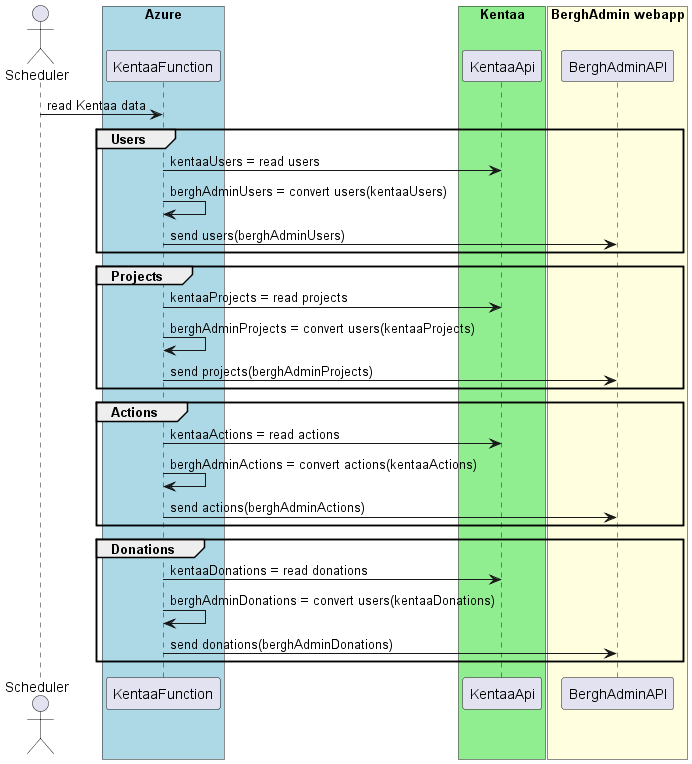 Azure
Kentaa
BerghAdmin webapp
Scheduler
KentaaFunction
KentaaApi
BerghAdminAPI
read Kentaa data
Users
kentaaUsers = read users
berghAdminUsers = convert users(kentaaUsers)
send users(berghAdminUsers)
Projects
kentaaProjects = read projects
berghAdminProjects = convert users(kentaaProjects)
send projects(berghAdminProjects)
Actions
kentaaActions = read actions
berghAdminActions = convert actions(kentaaActions)
send actions(berghAdminActions)
Donations
kentaaDonations = read donations
berghAdminDonations = convert users(kentaaDonations)
send donations(berghAdminDonations)
Scheduler
KentaaFunction
KentaaApi
BerghAdminAPI